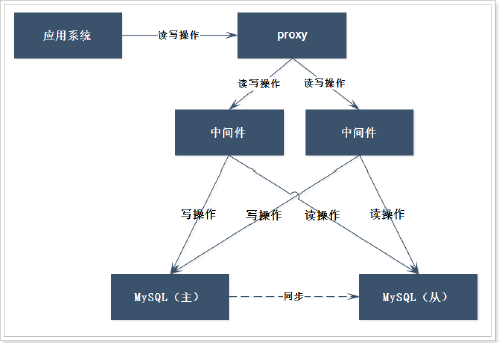 应用系统
读写操作
proxy
读写操作
读写操作
中间件
中间件
写操作
写操作
读操作
读操作
MySQL（主）
同步
MySQL（从）